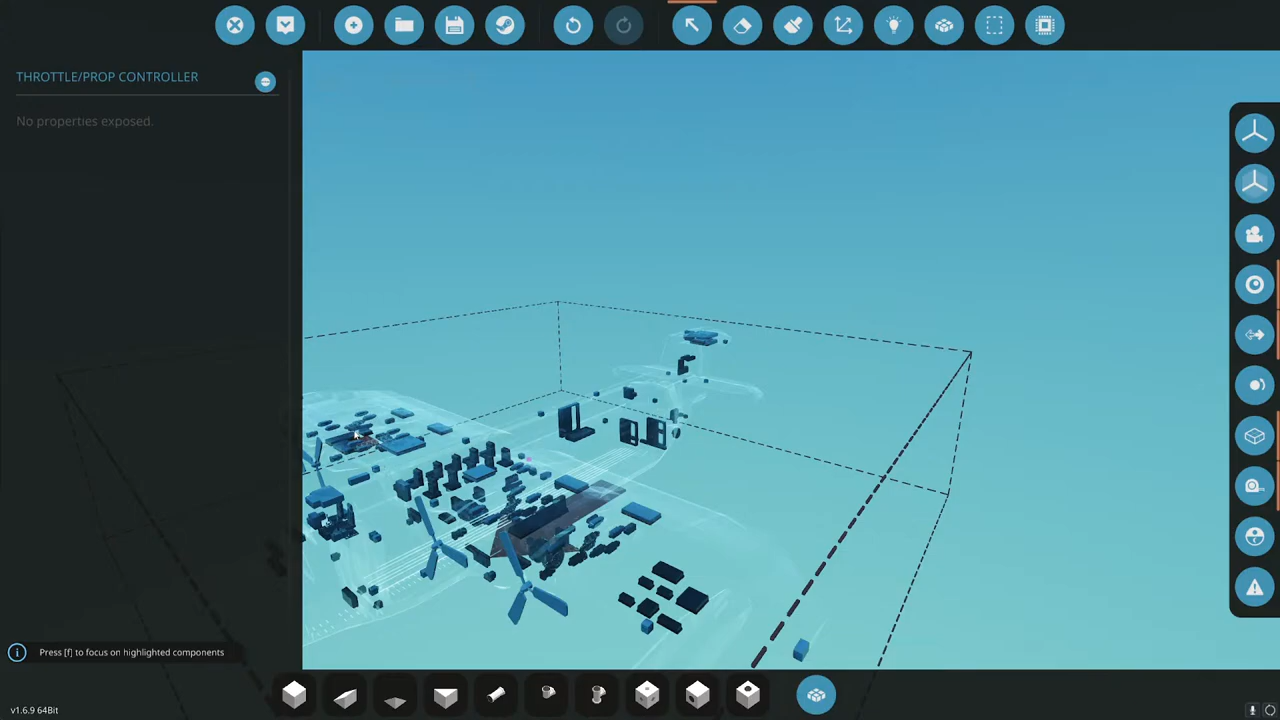 THROTTLE/PROP CONTROLLER
No properties exposed.
Press [f] to focus on highlighted components
v1.6.9 64Bit